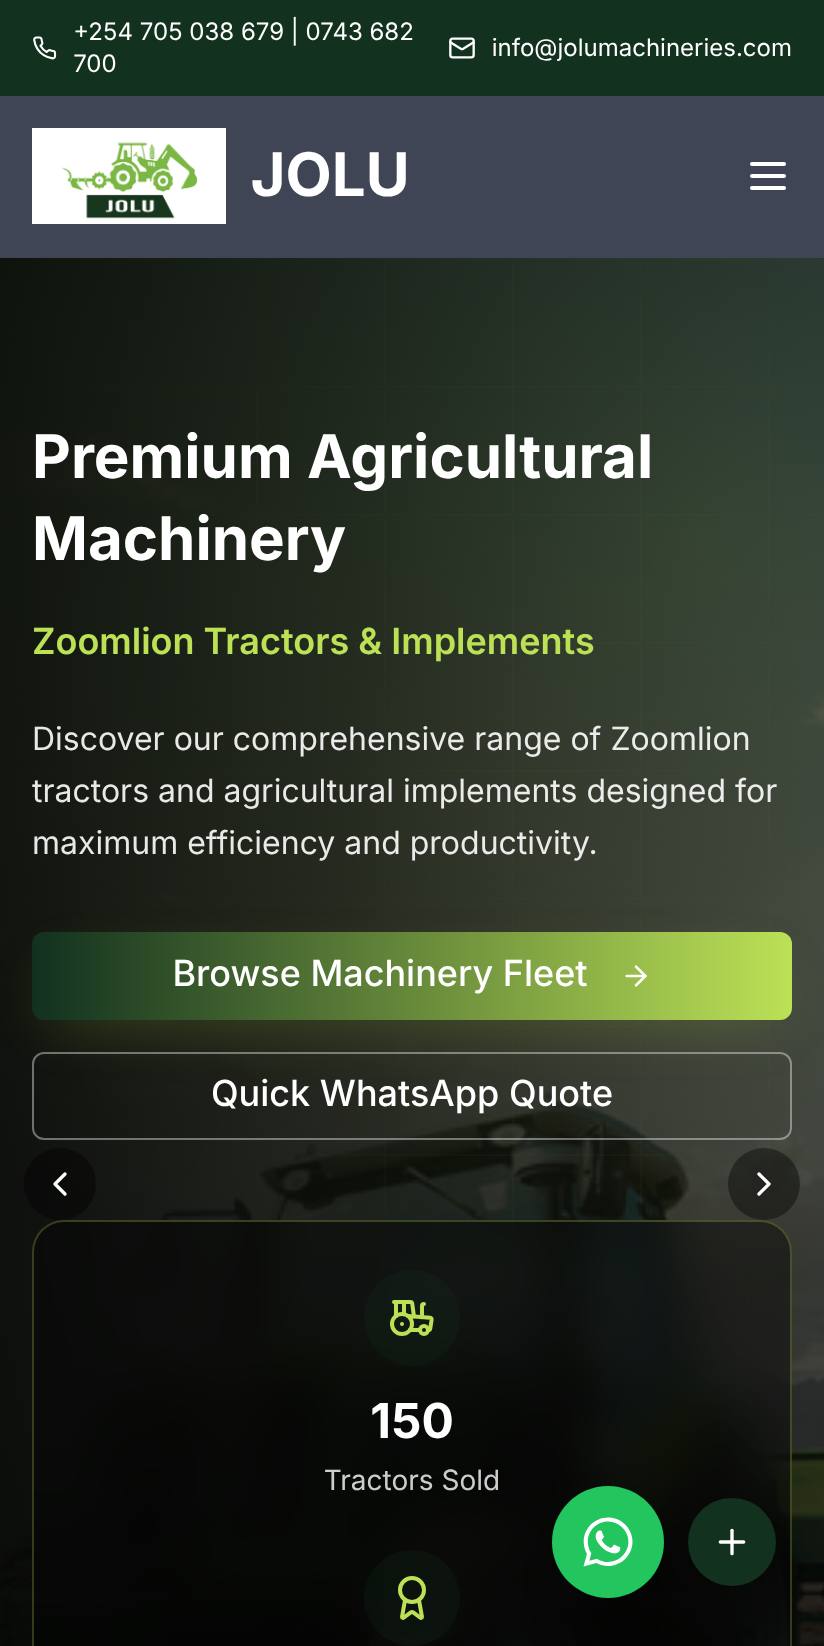 +254 705 038 679 | 0743 682
700
info@jolumachineries.com
JOLU
JOLU
Premium Agricultural
Machinery
Zoomlion Tractors & Implements
Discover our comprehensive range of Zoomlion
tractors and agricultural implements designed for
maximum efficiency and productivity.
Browse Machinery Fleet →
Quick WhatsApp Quote
150
Tractors Sold